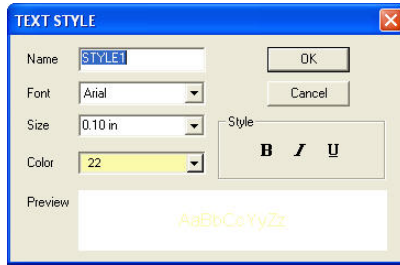 TEXT STYLE
Name STYLE1 OK
Font Arial Cancel
Size 0.10 in Style
B I U
Color 22
Preview AaBbCcYyZz